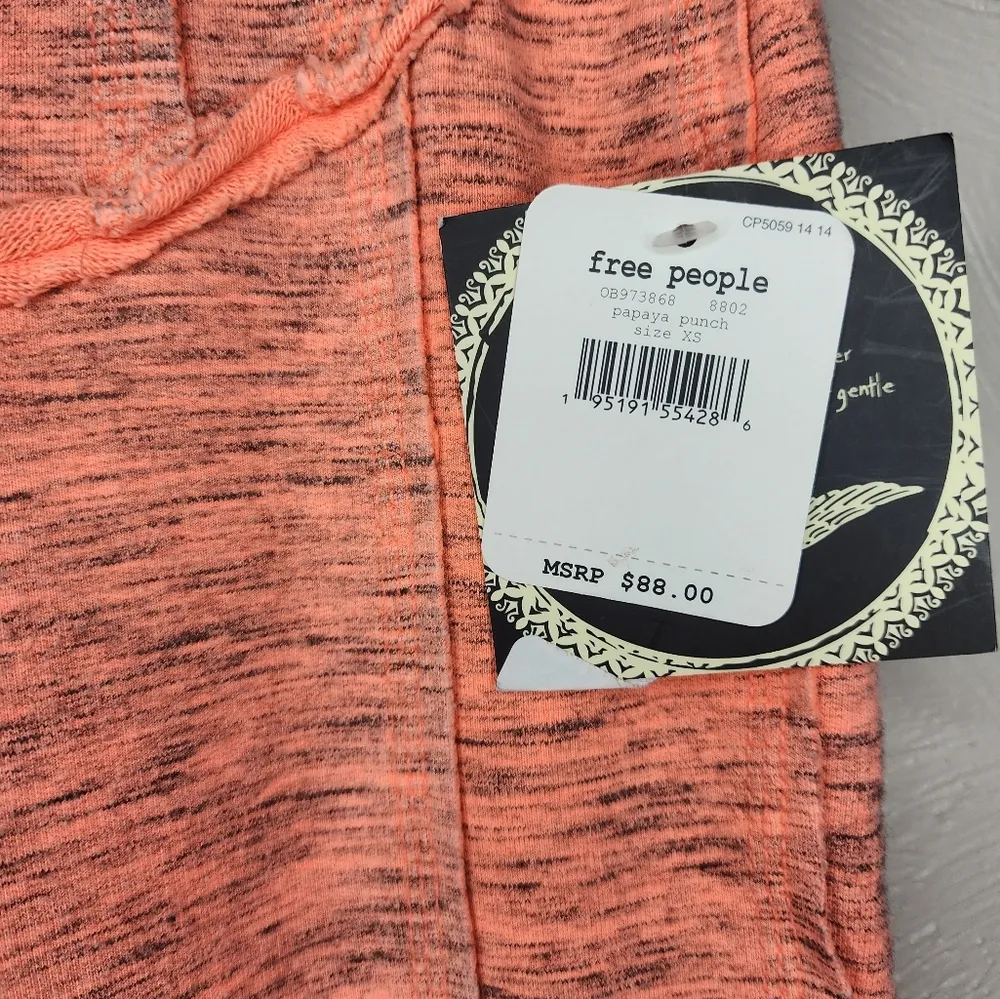 CP5059 14 14
free people
OB973868 8802
papaya punch
size XS
1 95191 55428 6
MSRP $88.00
er
gentle